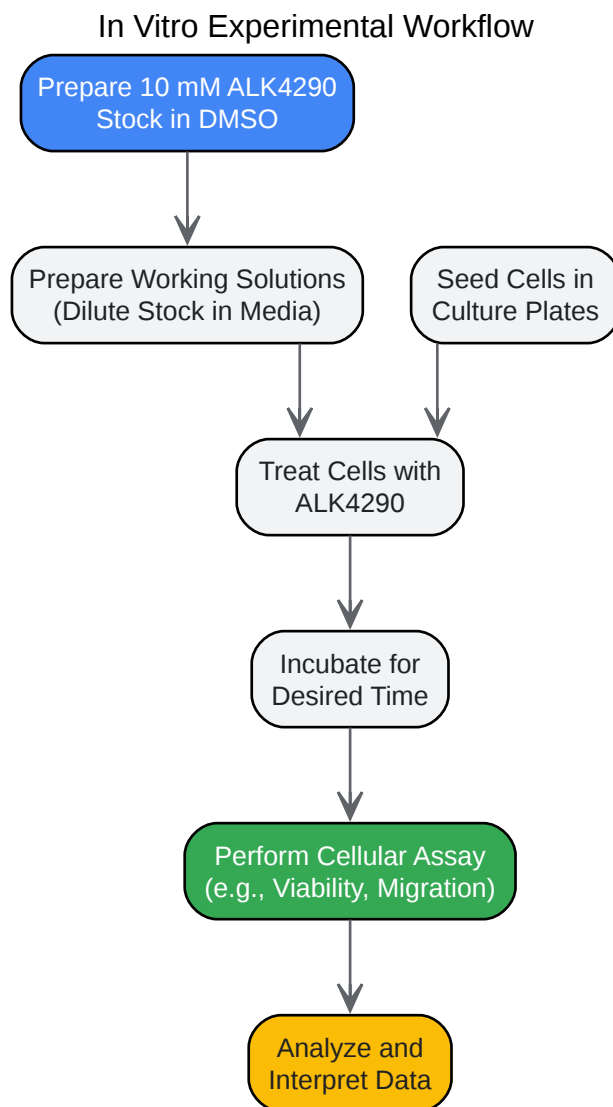 In Vitro Experimental Workflow
Prepare 10 mM ALK4290
Stock in DMSO
Prepare Working Solutions
(Dilute Stock in Media)
Seed Cells in
Culture Plates
Treat Cells with
ALK4290
Incubate for
Desired Time
Perform Cellular Assay
(e.g., Viability, Migration)
Analyze and
Interpret Data